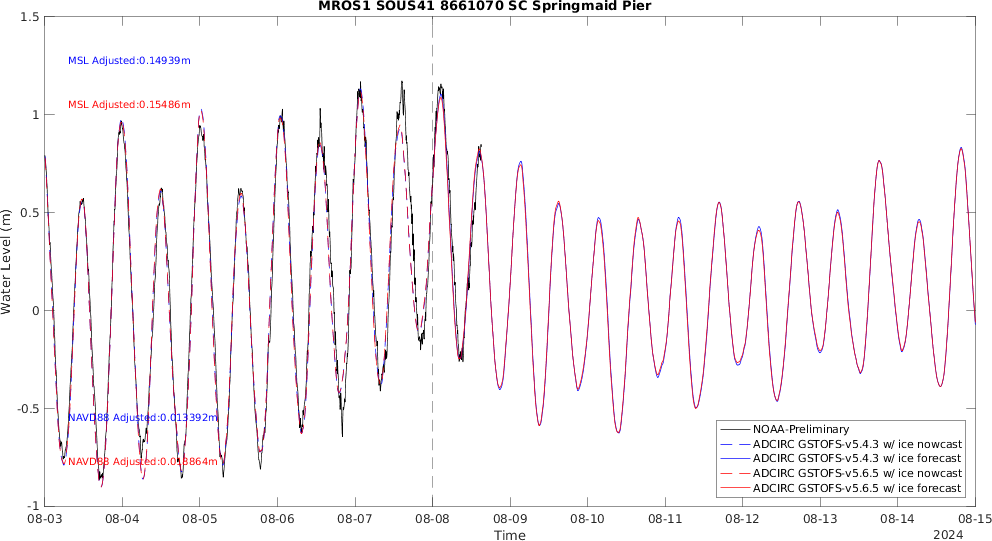 MROS1 SOUS41 8661070 SC Springmaid Pier
1.5
MSL Adjusted:0.14939m
MSL Adjusted:0.15486m
1
0.5
Water Level (m)
0
-0.5
NAVD88 Adjusted:0.013392m
NAVD88 Adjusted:0.013864m
-1
NOAA-Preliminary
ADCIRC GSTOFS-v5.4.3 w/ ice nowcast
ADCIRC GSTOFS-v5.4.3 w/ ice forecast
ADCIRC GSTOFS-v5.6.5 w/ ice nowcast
ADCIRC GSTOFS-v5.6.5 w/ ice forecast
08-03 08-04 08-05 08-06 08-07 08-08 08-09 08-10 08-11 08-12 08-13 08-14 08-15
Time
2024